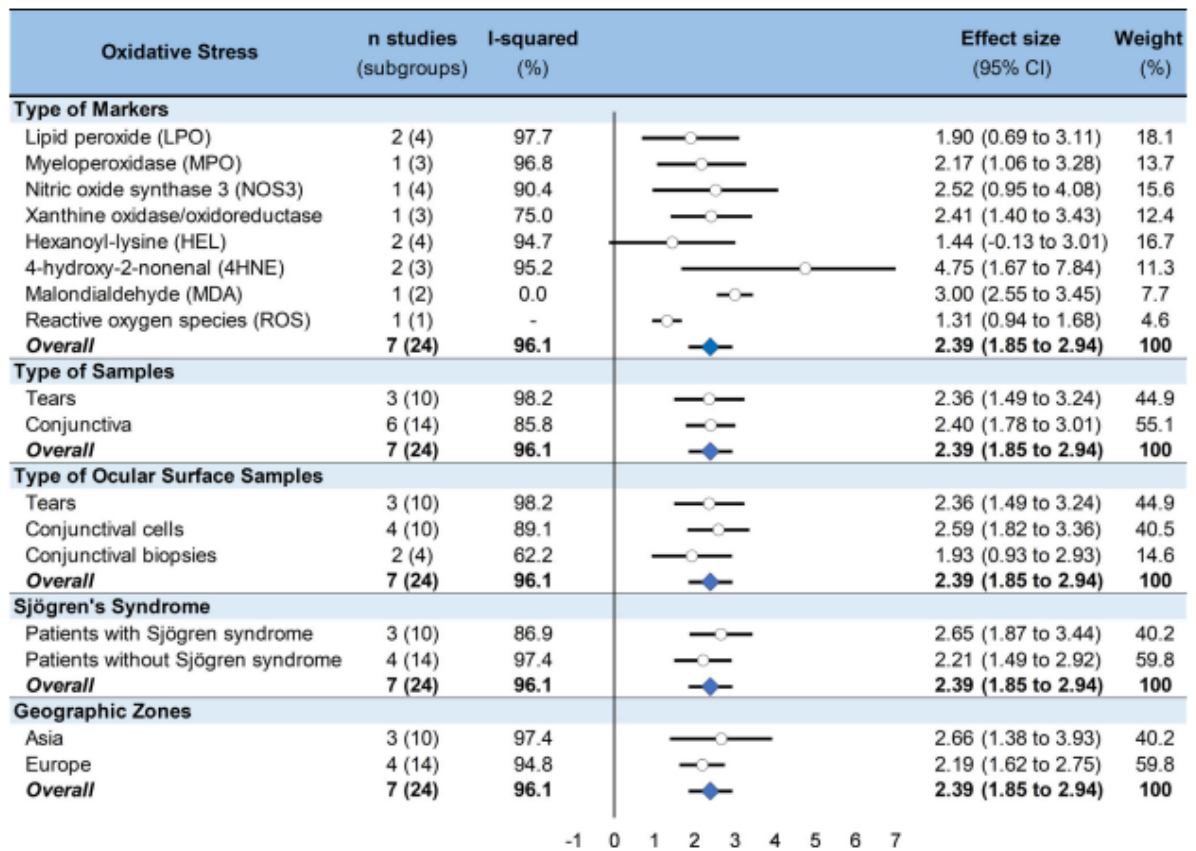 Oxidative Stress n studies (subgroups) I-squared (%) Effect size (95% CI) Weight (%)
Type of Markers
Lipid peroxide (LPO) 2 (4) 97.7 1.90 (0.69 to 3.11) 18.1
Myeloperoxidase (MPO) 1 (3) 96.8 2.17 (1.06 to 3.28) 13.7
Nitric oxide synthase 3 (NOS3) 1 (4) 90.4 2.52 (0.95 to 4.08) 15.6
Xanthine oxidase/oxidoreductase 1 (3) 75.0 2.41 (1.40 to 3.43) 12.4
Hexanoyl-lysine (HEL) 2 (4) 94.7 1.44 (-0.13 to 3.01) 16.7
4-hydroxy-2-nonenal (4HNE) 2 (3) 95.2 4.75 (1.67 to 7.84) 11.3
Malondialdehyde (MDA) 1 (2) 0.0 3.00 (2.55 to 3.45) 7.7
Reactive oxygen species (ROS) 1 (1) - 1.31 (0.94 to 1.68) 4.6
Overall 7 (24) 96.1 2.39 (1.85 to 2.94) 100
Type of Samples
Tears 3 (10) 98.2 2.36 (1.49 to 3.24) 44.9
Conjunctiva 6 (14) 85.8 2.40 (1.78 to 3.01) 55.1
Overall 7 (24) 96.1 2.39 (1.85 to 2.94) 100
Type of Ocular Surface Samples
Tears 3 (10) 98.2 2.36 (1.49 to 3.24) 44.9
Conjunctival cells 4 (10) 89.1 2.59 (1.82 to 3.36) 40.5
Conjunctival biopsies 2 (4) 62.2 1.93 (0.93 to 2.93) 14.6
Overall 7 (24) 96.1 2.39 (1.85 to 2.94) 100
Sjögren's Syndrome
Patients with Sjögren syndrome 3 (10) 86.9 2.65 (1.87 to 3.44) 40.2
Patients without Sjögren syndrome 4 (14) 97.4 2.21 (1.49 to 2.92) 59.8
Overall 7 (24) 96.1 2.39 (1.85 to 2.94) 100
Geographic Zones
Asia 3 (10) 97.4 2.66 (1.38 to 3.93) 40.2
Europe 4 (14) 94.8 2.19 (1.62 to 2.75) 59.8
Overall 7 (24) 96.1 2.39 (1.85 to 2.94) 100
-1 0 1 2 3 4 5 6 7